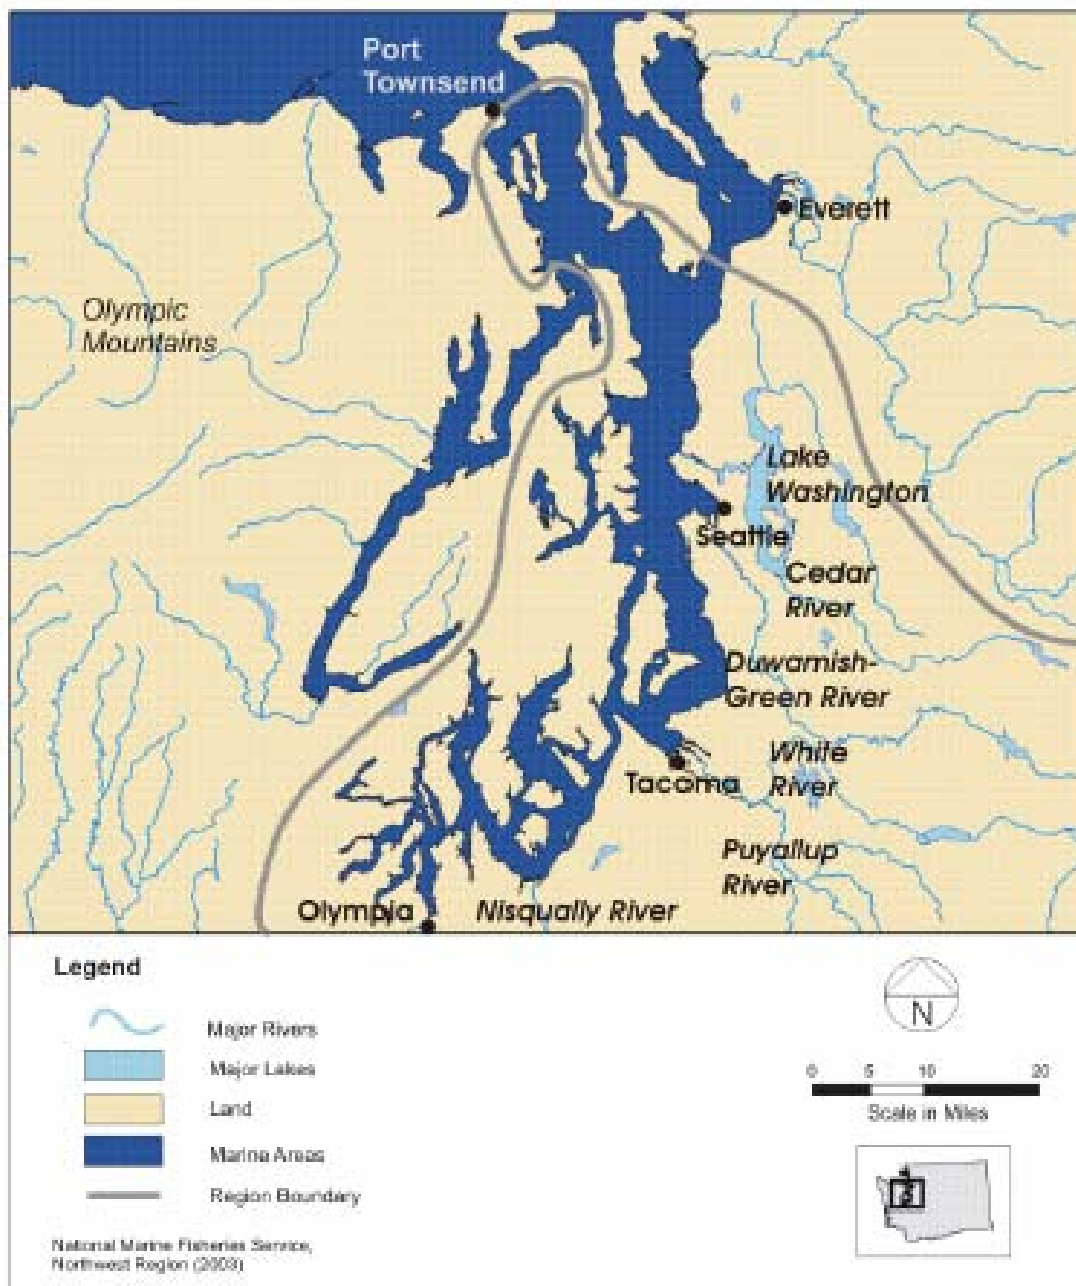 Port
Townsend
Everett
Olympic
Mountains
Lake
Washington
Seattle
Cedar
River
Duwamish-
Green River
White
River
Tacoma
Puyallup
River
Olympia
Nisqually River
Legend
Major Rivers
Major Lakes
Land
Marine Areas
Region Boundary
N
0 5 10 20
Scale in Miles
National Marine Fisheries Service,
Northwest Region (2003)